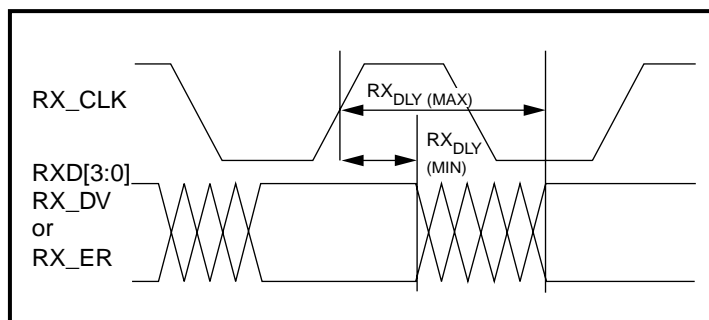 RX_CLK
RX_DLY (MAX)
RX_DLY
(MIN)
RXD[3:0]
RX_DV
or
RX_ER